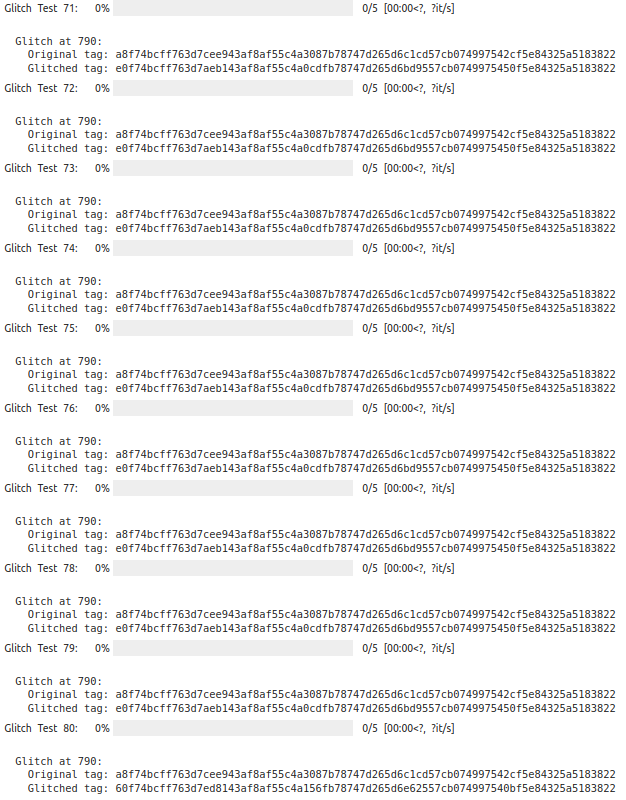 Glitch Test 71: 0% 0/5 [00:00<?, ?it/s]
Glitch at 790:
Original tag: a8f74bcff763d7cee943af8af55c4a3087b78747d265d6c1cd57cb074997542cf5e84325a5183822
Glitched tag: e0f74bcff763d7aeb143af8af55c4a0cdfb78747d265d6bd9557cb0749975450f5e84325a5183822
Glitch Test 72: 0% 0/5 [00:00<?, ?it/s]
Glitch at 790:
Original tag: a8f74bcff763d7cee943af8af55c4a3087b78747d265d6c1cd57cb074997542cf5e84325a5183822
Glitched tag: e0f74bcff763d7aeb143af8af55c4a0cdfb78747d265d6bd9557cb0749975450f5e84325a5183822
Glitch Test 73: 0% 0/5 [00:00<?, ?it/s]
Glitch at 790:
Original tag: a8f74bcff763d7cee943af8af55c4a3087b78747d265d6c1cd57cb074997542cf5e84325a5183822
Glitched tag: e0f74bcff763d7aeb143af8af55c4a0cdfb78747d265d6bd9557cb0749975450f5e84325a5183822
Glitch Test 74: 0% 0/5 [00:00<?, ?it/s]
Glitch at 790:
Original tag: a8f74bcff763d7cee943af8af55c4a3087b78747d265d6c1cd57cb074997542cf5e84325a5183822
Glitched tag: e0f74bcff763d7aeb143af8af55c4a0cdfb78747d265d6bd9557cb0749975450f5e84325a5183822
Glitch Test 75: 0% 0/5 [00:00<?, ?it/s]
Glitch at 790:
Original tag: a8f74bcff763d7cee943af8af55c4a3087b78747d265d6c1cd57cb074997542cf5e84325a5183822
Glitched tag: e0f74bcff763d7aeb143af8af55c4a0cdfb78747d265d6bd9557cb0749975450f5e84325a5183822
Glitch Test 76: 0% 0/5 [00:00<?, ?it/s]
Glitch at 790:
Original tag: a8f74bcff763d7cee943af8af55c4a3087b78747d265d6c1cd57cb074997542cf5e84325a5183822
Glitched tag: e0f74bcff763d7aeb143af8af55c4a0cdfb78747d265d6bd9557cb0749975450f5e84325a5183822
Glitch Test 77: 0% 0/5 [00:00<?, ?it/s]
Glitch at 790:
Original tag: a8f74bcff763d7cee943af8af55c4a3087b78747d265d6c1cd57cb074997542cf5e84325a5183822
Glitched tag: e0f74bcff763d7aeb143af8af55c4a0cdfb78747d265d6bd9557cb0749975450f5e84325a5183822
Glitch Test 78: 0% 0/5 [00:00<?, ?it/s]
Glitch at 790:
Original tag: a8f74bcff763d7cee943af8af55c4a3087b78747d265d6c1cd57cb074997542cf5e84325a5183822
Glitched tag: e0f74bcff763d7aeb143af8af55c4a0cdfb78747d265d6bd9557cb0749975450f5e84325a5183822
Glitch Test 79: 0% 0/5 [00:00<?, ?it/s]
Glitch at 790:
Original tag: a8f74bcff763d7cee943af8af55c4a3087b78747d265d6c1cd57cb074997542cf5e84325a5183822
Glitched tag: e0f74bcff763d7aeb143af8af55c4a0cdfb78747d265d6bd9557cb0749975450f5e84325a5183822
Glitch Test 80: 0% 0/5 [00:00<?, ?it/s]
Glitch at 790:
Original tag: a8f74bcff763d7cee943af8af55c4a3087b78747d265d6c1cd57cb074997542cf5e84325a5183822
Glitched tag: 60f74bcff763d7ed8143af8af55c4a156fb78747d265d6e62557cb074997540bf5e84325a5183822